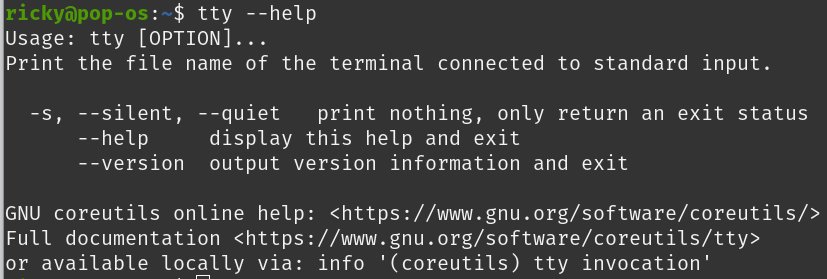 ricky@pop-os:~$ tty --help
Usage: tty [OPTION]...
Print the file name of the terminal connected to standard input.
-s, --silent, --quiet   print nothing, only return an exit status
--help     display this help and exit
--version  output version information and exit
GNU coreutils online help: <https://www.gnu.org/software/coreutils/>
Full documentation <https://www.gnu.org/software/coreutils/tty>
or available locally via: info '(coreutils) tty invocation'